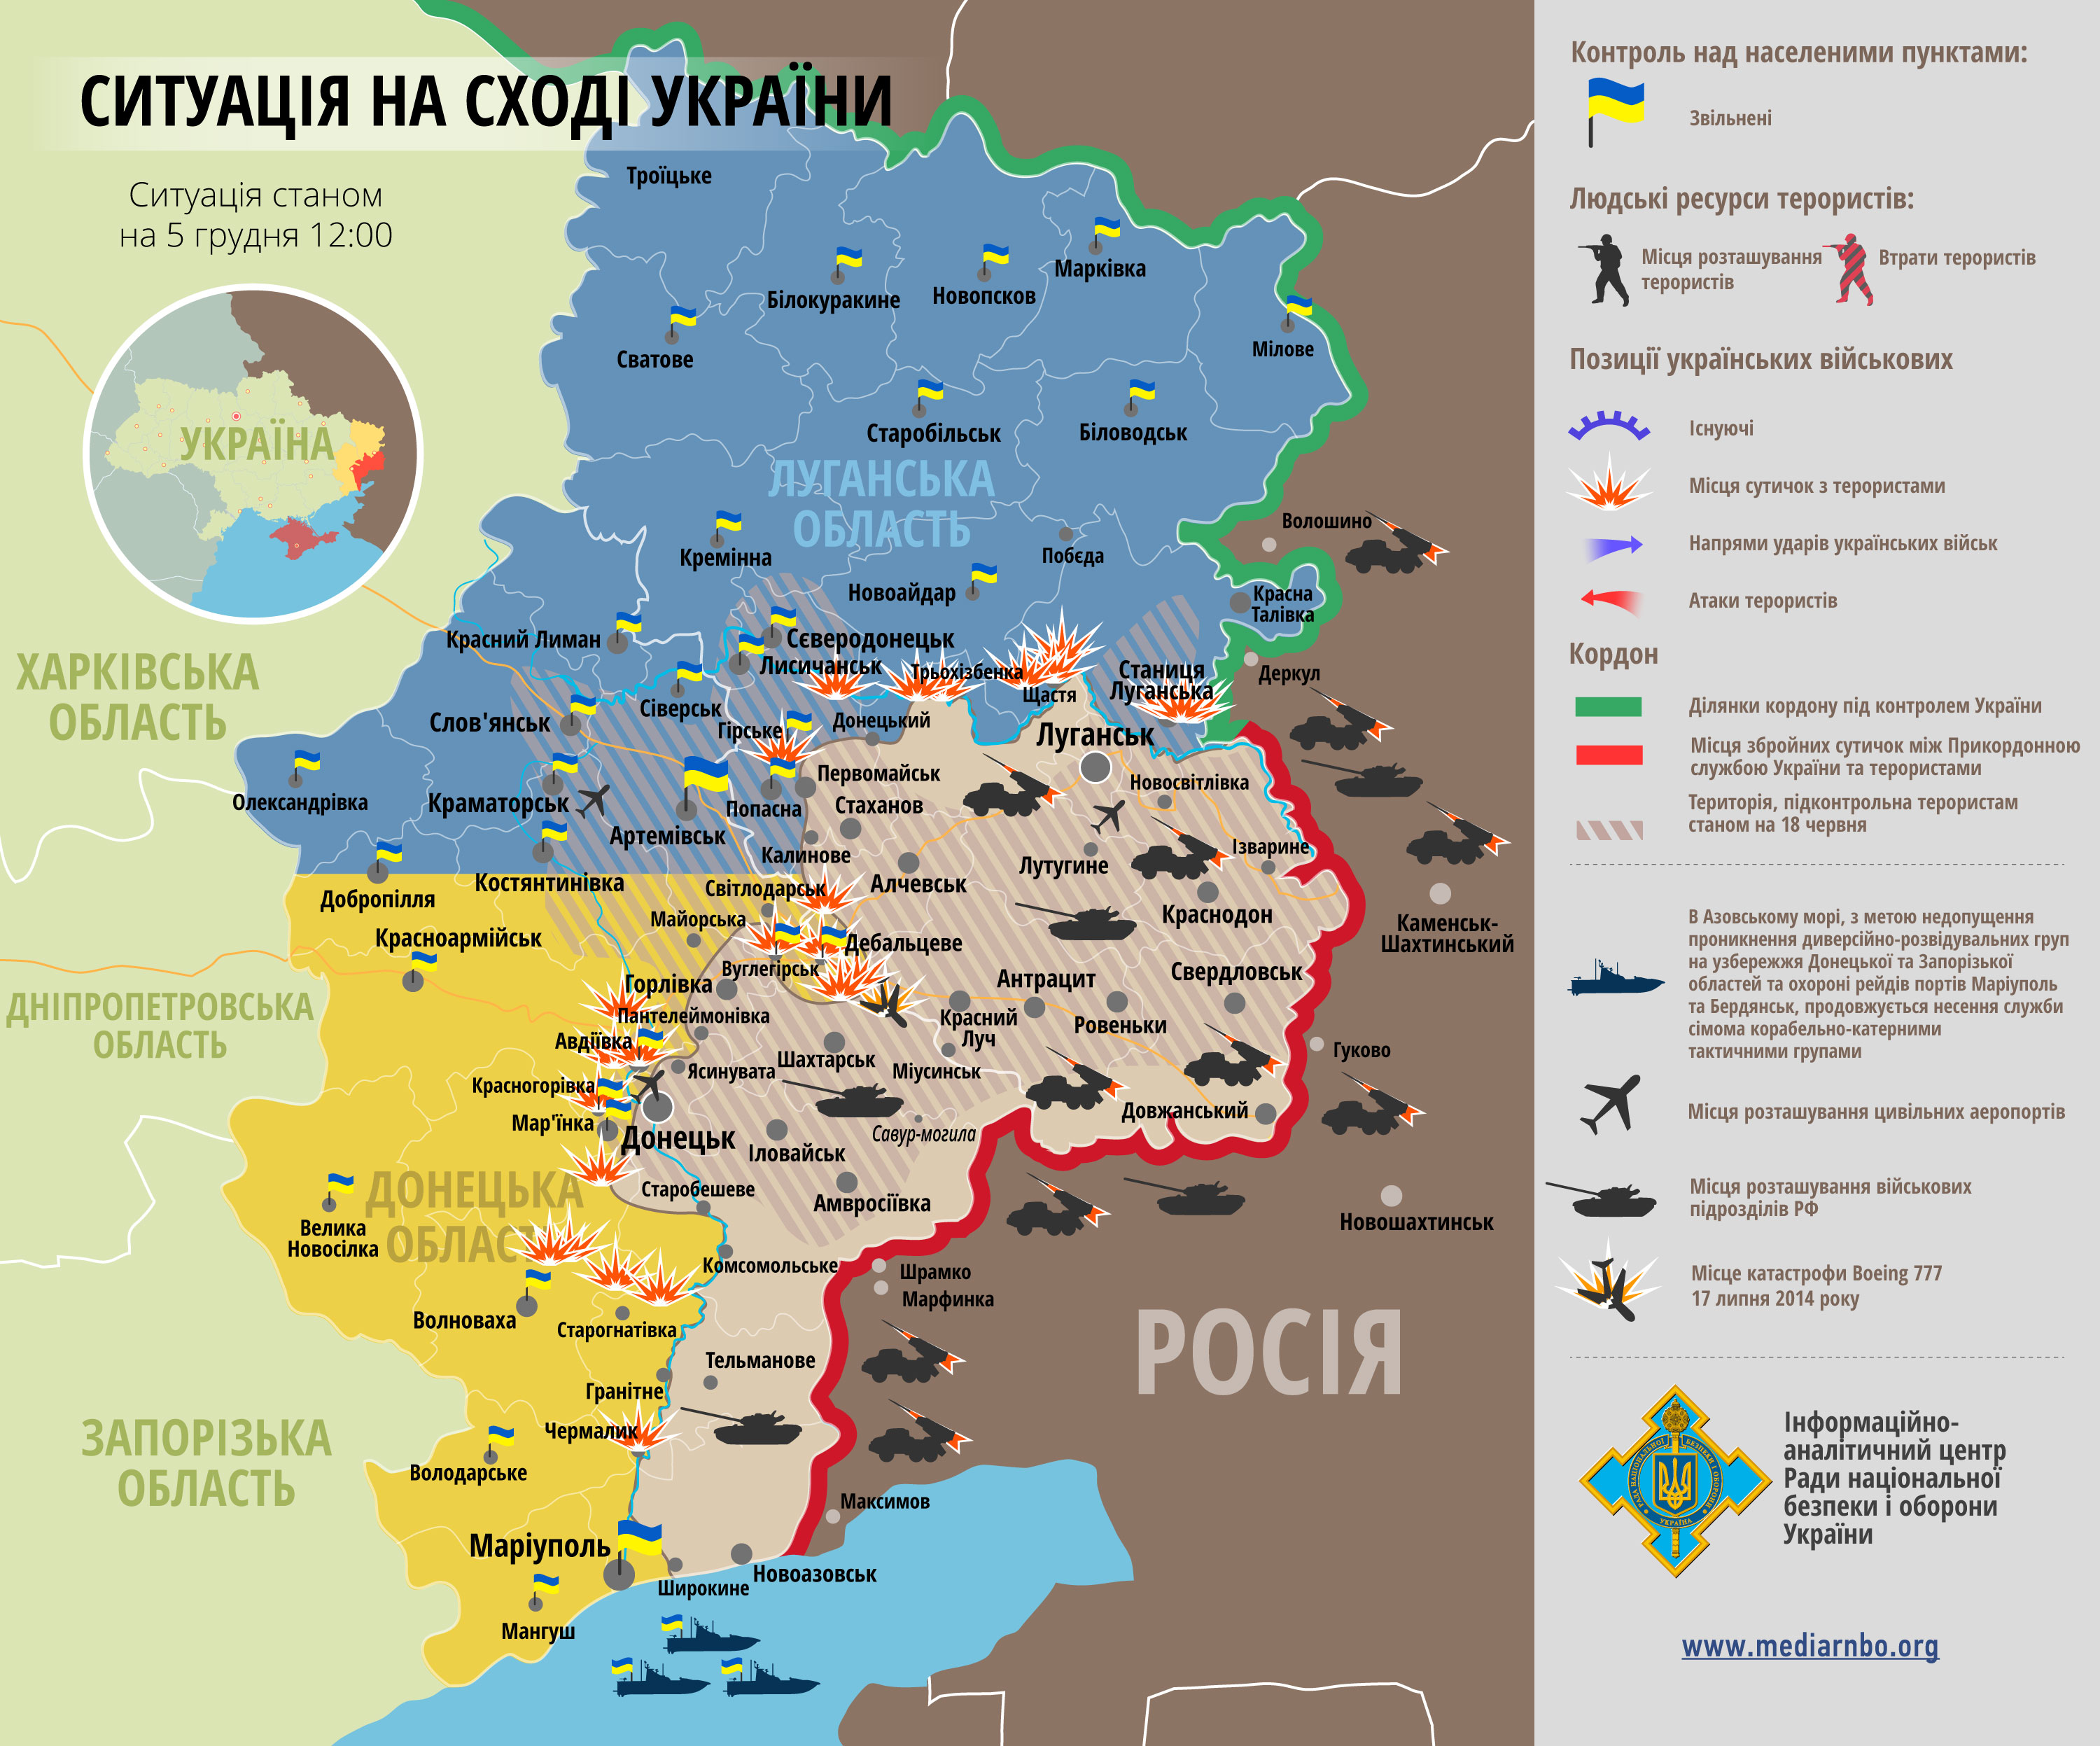 СИТУАЦІЯ НА СХОДІ УКРАЇНИ
Ситуація станом
на 5 грудня 12:00
УКРАЇНА
ХАРКІВСЬКА
ОБЛАСТЬ
ДНІПРОПЕТРОВСЬКА
ОБЛАСТЬ
ЗАПОРІЗЬКА
ОБЛАСТЬ
ЛУГАНСЬКА
ОБЛАСТЬ
ДОНЕЦЬКА
ОБЛАС
РОСІЯ
Троїцьке
Білокуракине
Новопсков
Марківка
Мілове
Сватове
Старобільськ
Біловодськ
Кремінна
Побєда
Новоайдар
Волошино
Красна
Талівка
Деркул
Красний Лиман
Сєверодонецьк
Лисичанськ
Трьохізбенка
Щастя
Станиця
Луганська
Слов'янськ
Сіверськ
Гірське
Донецький
Луганськ
Олександрівка
Краматорськ
Артемівськ
Попасна
Первомайськ
Стаханов
Новосвітлівка
Калинове
Лутугине
Ізварине
Добропілля
Костянтинівка
Світлодарськ
Алчевськ
Краснодон
Каменськ-
Шахтинський
Красноармійськ
Майорська
Дебальцеве
Вуглегірськ
Горлівка
Антрацит
Свердловськ
Пантелеймонівка
Красний
Луч
Ровеньки
Авдіївка
Ясинувата
Шахтарськ
Міусинськ
Гуково
Красногорівка
Мар'їнка
Донецьк
Іловайськ
Савур-могила
Довжанський
Старобешеве
Амвросіївка
Новошахтинськ
Велика
Новосілка
Комсомольське
Шрамко
Марфинка
Волноваха
Старогнатівка
Тельманове
Гранітне
Чермалик
Володарське
Максимов
Маріуполь
Широкине
Новоазовськ
Мангуш
Контроль над населеними пунктами:
Звільнені
Людські ресурси терористів:
Місця розташування
терористів
Втрати терористів
Позиції українських військових
Існуючі
Місця сутичок з терористами
Напрями ударів українських військ
Атаки терористів
Кордон
Ділянки кордону під контролем України
Місця збройних сутичок між Прикордонною
службою України та терористами
Територія, підконтрольна терористам
станом на 18 червня
В Азовському морі, з метою недопущення
проникнення диверсійно-розвідувальних груп
на узбережжя Донецької та Запорізької
областей та охороні рейдів портів Маріуполь
та Бердянськ, продовжується несення служби
сімома корабельно-катерними
тактичними групами
Місця розташування цивільних аеропортів
Місця розташування військових
підрозділів РФ
Місце катастрофи Boeing 777
17 липня 2014 року
РАДА НАЦІОНАЛЬНОЇ БЕЗПЕКИ І ОБОРОНИ
УКРАЇНА
Інформаційно-
аналітичний центр
Ради національної
безпеки і оборони
України
www.mediarnbo.org